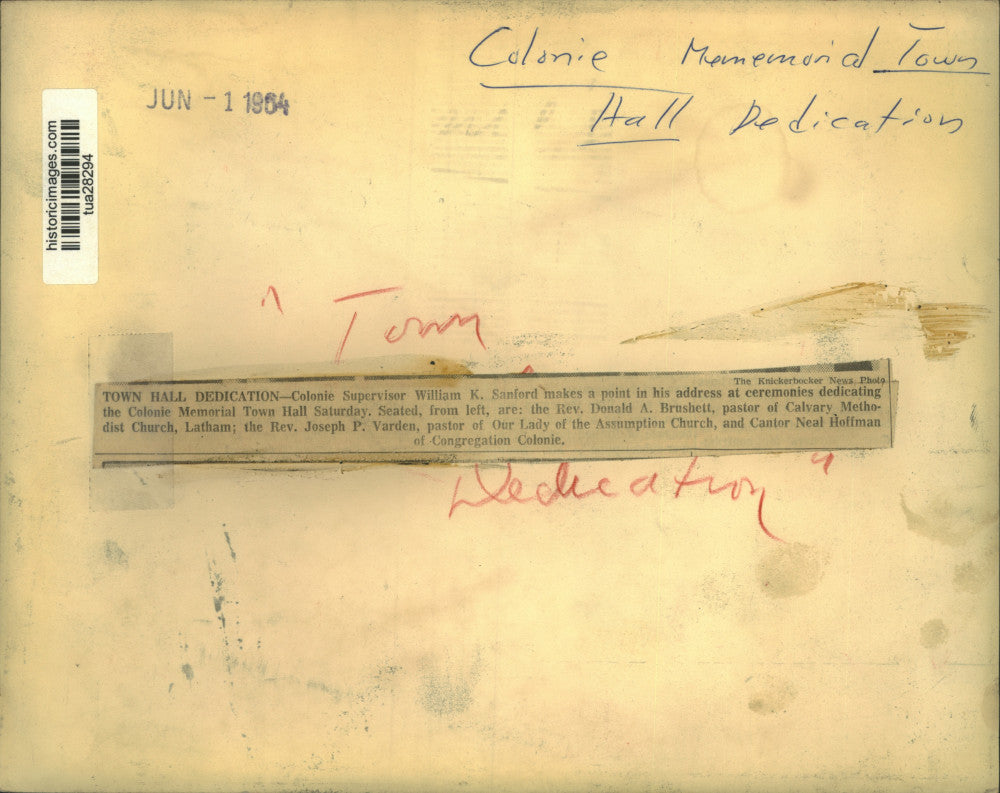 Colonie Mememorial Town
Hall Dedication
JUN - 1 1964
historicimages.com
tua28294
" Town
The Knickerbocker News Photo
TOWN HALL DEDICATION—Colonie Supervisor William K. Sanford makes a point in his address at ceremonies dedicating
the Colonie Memorial Town Hall Saturday. Seated, from left, are: the Rev. Donald A. Brushett, pastor of Calvary Metho-
dist Church, Latham; the Rev. Joseph P. Varden, pastor of Our Lady of the Assumption Church, and Cantor Neal Hoffman
of Congregation Colonie.
Dedication "